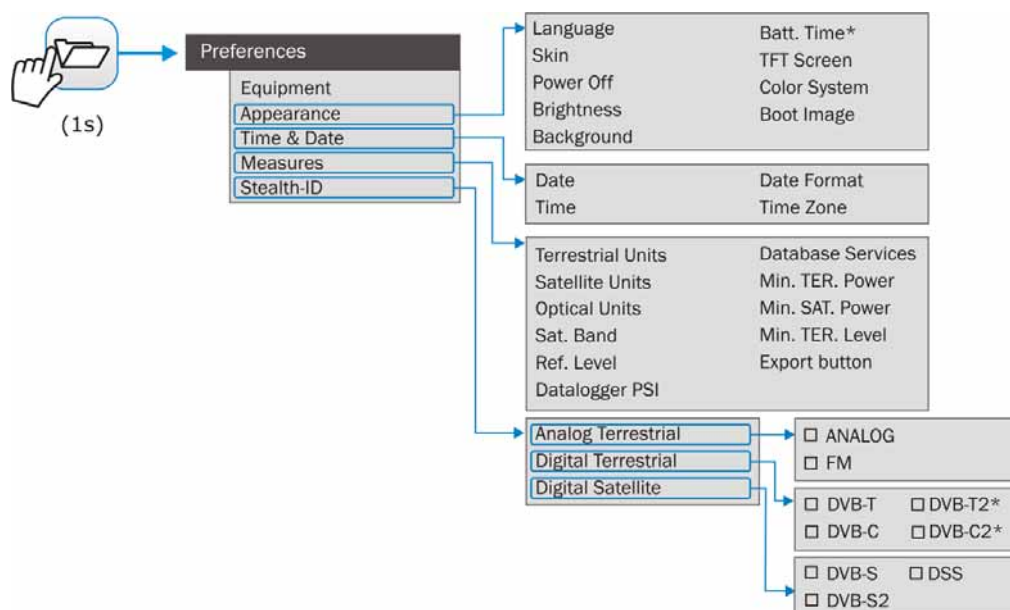 (1s)
Preferences
Equipment
Appearance
Time & Date
Measures
Stealth-ID
Language
Skin
Power Off
Brightness
Background
Batt. Time*
TFT Screen
Color System
Boot Image
Date
Time
Date Format
Time Zone
Terrestrial Units
Satellite Units
Optical Units
Sat. Band
Ref. Level
Datalogger PSI
Database Services
Min. TER. Power
Min. SAT. Power
Min. TER. Level
Export button
Analog Terrestrial
Digital Terrestrial
Digital Satellite
ANALOG
FM
DVB-T
DVB-C
DVB-T2*
DVB-C2*
DVB-S
DVB-S2
DSS